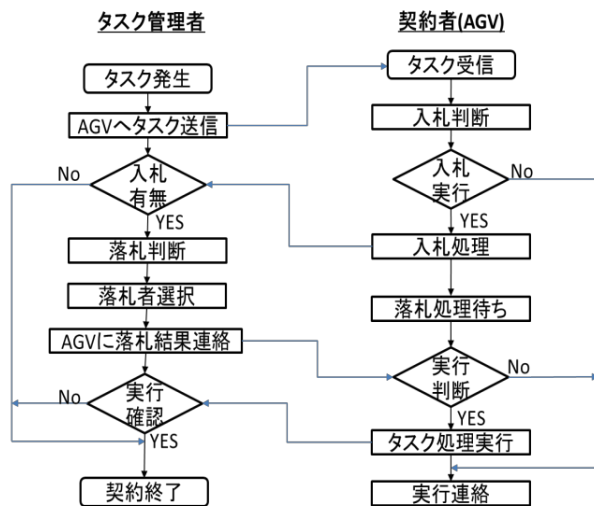 タスク管理者
タスク発生
AGVへタスク送信
No
入札
有無
YES
落札判断
落札者選択
AGVに落札結果連絡
No
実行
確認
YES
契約終了
契約者(AGV)
タスク受信
入札判断
入札
実行
No
YES
入札処理
落札処理待ち
実行
判断
No
YES
タスク処理実行
実行連絡